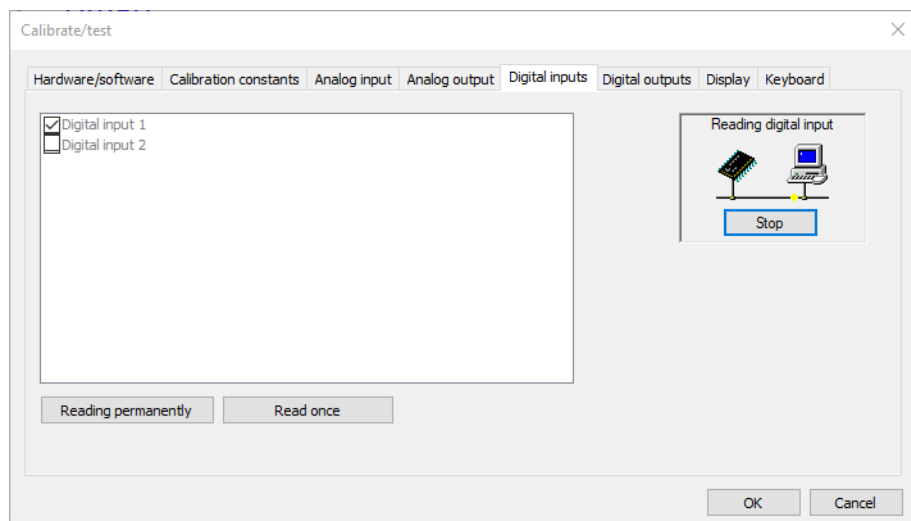 Calibrate/test
Hardware/software Calibration constants Analog input Analog output Digital inputs Digital outputs Display Keyboard
Digital input 1
Digital input 2
Reading digital input
Stop
Reading permanently Read once
OK Cancel